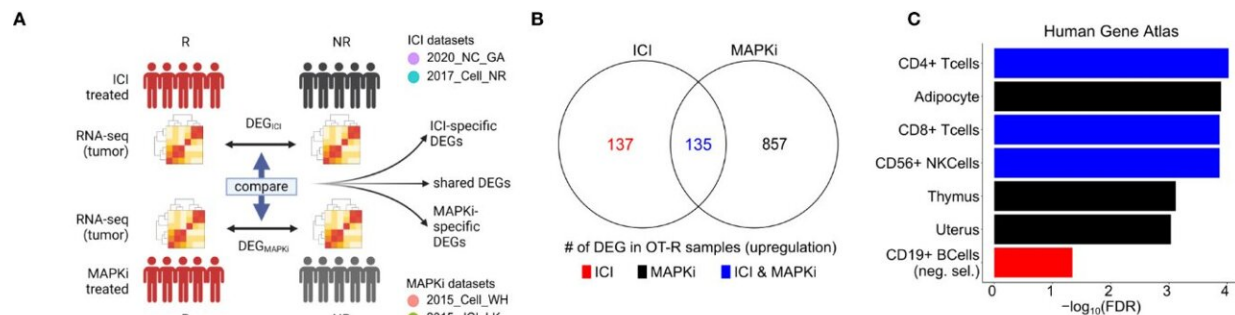 A
R
NR
ICI datasets
2020_NC_GA
2017_Cell_NR
ICI
treated
RNA-seq
(tumor)
DEGICI
ICI-specific
DEGs
compare
shared DEGs
MAPKi-
specific
DEGs
RNA-seq
(tumor)
DEGMAPKi
MAPKi
treated
MAPKi datasets
2015_Cell_WH
B
ICI
MAPKi
137
135
857
# of DEG in OT-R samples (upregulation)
ICI
MAPKi
ICI & MAPKi
C
Human Gene Atlas
CD4+ Tcells
Adipocyte
CD8+ Tcells
CD56+ NKCells
Thymus
Uterus
CD19+ BCells
(neg. sel.)
0 1 2 3 4
−log10(FDR)